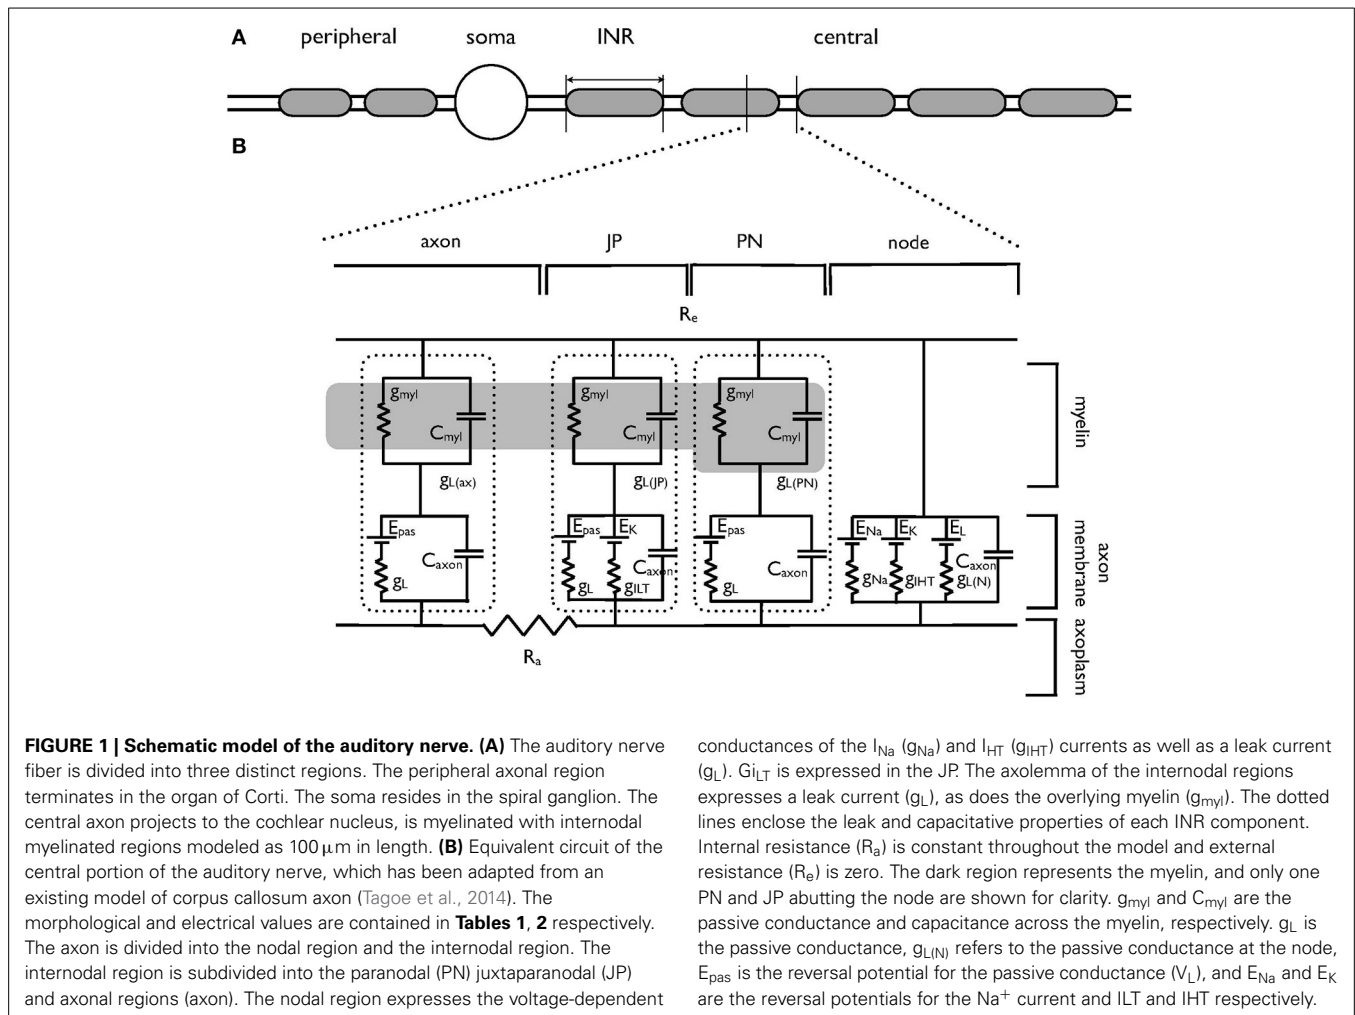 A peripheral soma INR central
B
axon JP PN node
Re
gmyl gmyl gmyl
Cmyl Cmyl Cmyl
myelin
gL(ax) gL(JP) gL(PN)
Epas Epas EK Epas ENa EK EL
Caxon Caxon Caxon Caxon
gL gL gILT gL gNa gIHT gL(N)
axon
membrane
Ra
axoplasm
FIGURE 1 | Schematic model of the auditory nerve. (A) The auditory nerve
fiber is divided into three distinct regions. The peripheral axonal region
terminates in the organ of Corti. The soma resides in the spiral ganglion. The
central axon projects to the cochlear nucleus, is myelinated with internodal
myelinated regions modeled as 100 μm in length. (B) Equivalent circuit of the
central portion of the auditory nerve, which has been adapted from an
existing model of corpus callosum axon (Tagoe et al., 2014). The
morphological and electrical values are contained in Tables 1, 2 respectively.
The axon is divided into the nodal region and the internodal region. The
internodal region is subdivided into the paranodal (PN) juxtaparanodal (JP)
and axonal regions (axon). The nodal region expresses the voltage-dependent
conductances of the INa (gNa) and IHT (gIHT) currents as well as a leak current
(gL). GiLT is expressed in the JP. The axolemma of the internodal regions
expresses a leak current (gL), as does the overlying myelin (gmyl). The dotted
lines enclose the leak and capacitative properties of each INR component.
Internal resistance (Ra) is constant throughout the model and external
resistance (Re) is zero. The dark region represents the myelin, and only one
PN and JP abutting the node are shown for clarity. gmyl and Cmyl are the
passive conductance and capacitance across the myelin, respectively. gL is
the passive conductance, gL(N) refers to the passive conductance at the node,
Epas is the reversal potential for the passive conductance (VL), and ENa and EK
are the reversal potentials for the Na+ current and ILT and IHT respectively.